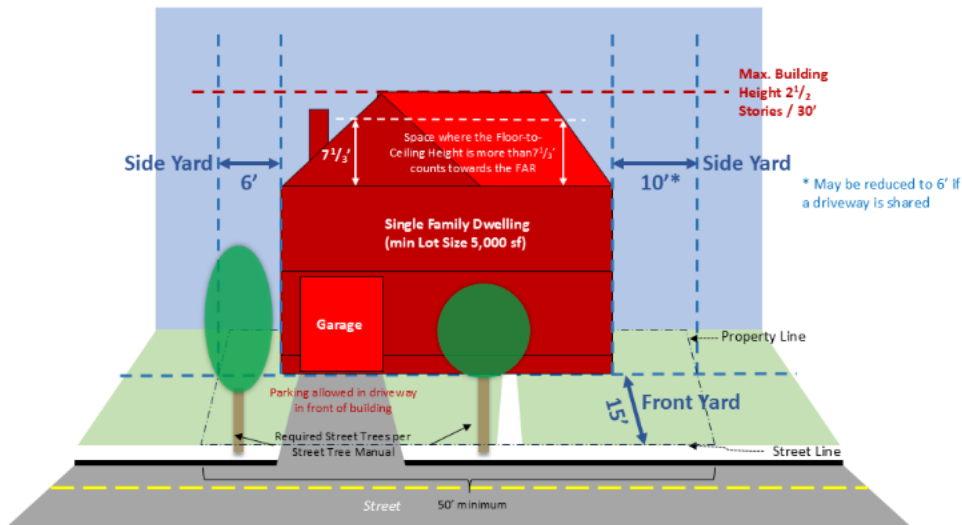 Max. Building
Height 2 1/2
Stories / 30'
Space where the Floor-to-
Ceiling Height is more than7 1/3'
counts towards the FAR
7 1/3'
Side Yard
6'
Side Yard
10'*
* May be reduced to 6' If
a driveway is shared
Single Family Dwelling
(min Lot Size 5,000 sf)
Garage
Property Line
Parking allowed in driveway
in front of building
15'
Front Yard
Required Street Trees per
Street Tree Manual
Street Line
Street
50' minimum